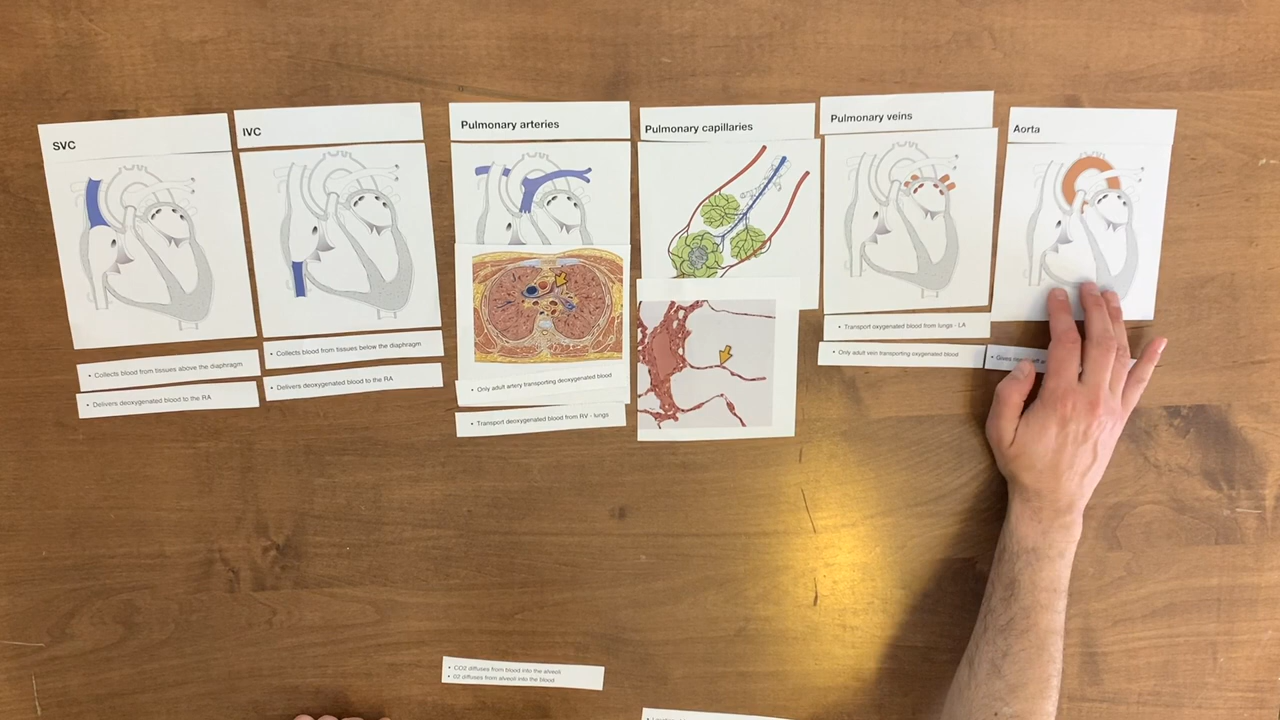 SVC
• Collects blood from tissues above the diaphragm
• Delivers deoxygenated blood to the RA
IVC
• Collects blood from tissues below the diaphragm
• Delivers deoxygenated blood to the RA
Pulmonary arteries
• Only adult artery transporting deoxygenated blood
• Transport deoxygenated blood from RV - lungs
Pulmonary capillaries
Pulmonary veins
• Transport oxygenated blood from lungs - LA
• Only adult vein transporting oxygenated blood
Aorta
• Gives
• CO2 diffuses from blood into the alveoli
• 02 diffuses from alveoli into the blood